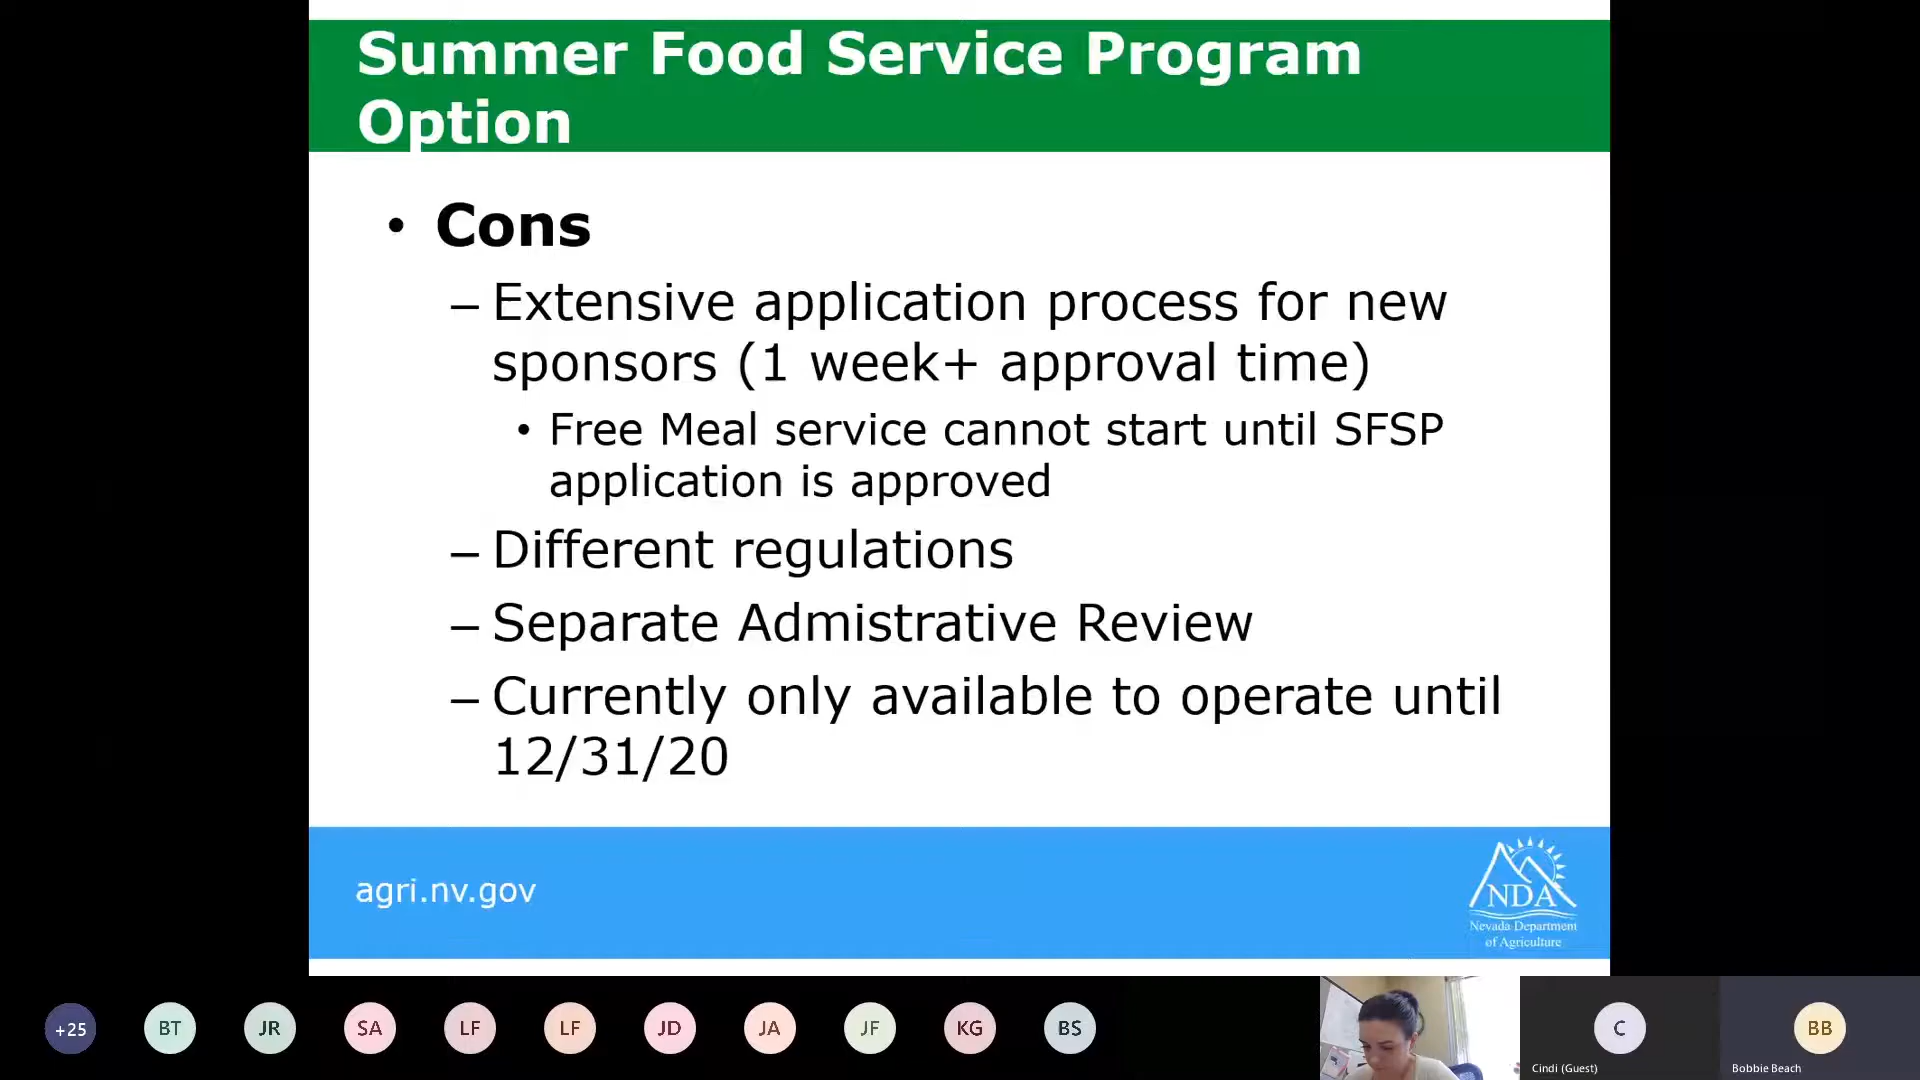 Summer Food Service Program
Option
• Cons
– Extensive application process for new
sponsors (1 week+ approval time)
• Free Meal service cannot start until SFSP
application is approved
– Different regulations
– Separate Admistrative Review
– Currently only available to operate until
12/31/20
agri.nv.gov
NDA
Nevada Department
of Agriculture
+25
BT
JR
SA
LF
LF
JD
JA
JF
KG
BS
C
BB
Cindi (Guest)
Bobbie Beach